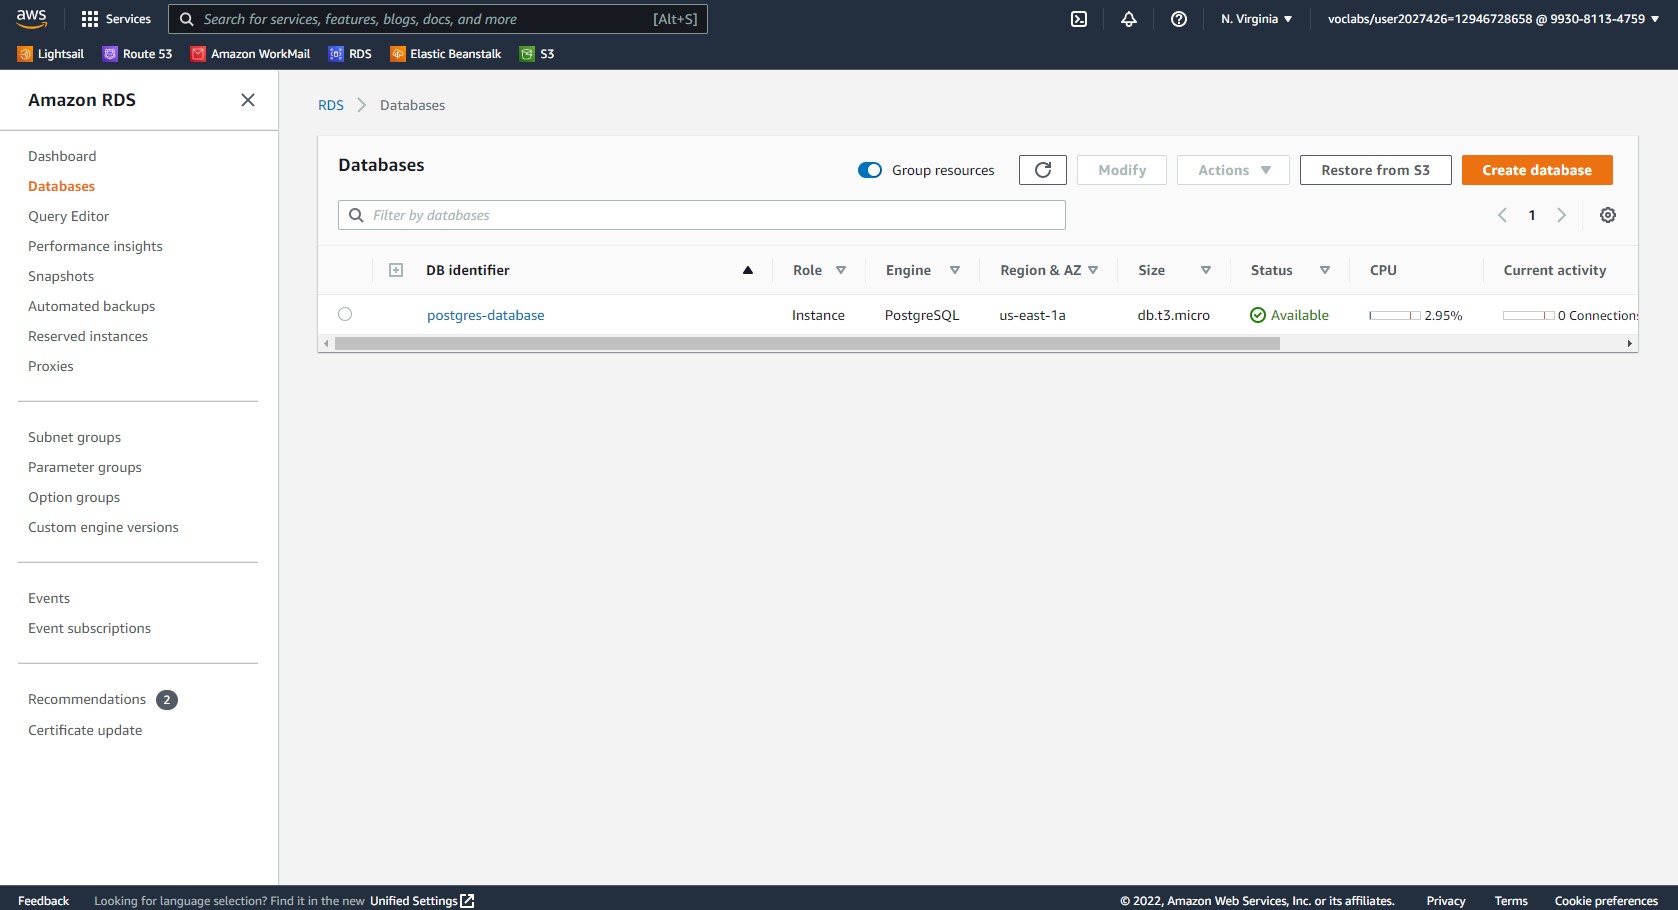 aws
Services
Search for services, features, blogs, docs, and more [Alt+S]
N. Virginia
voclabs/user2027426=12946728658 @ 9930-8113-4759
Lightsail
Route 53
Amazon WorkMail
RDS
Elastic Beanstalk
S3
Amazon RDS
Dashboard
Databases
Query Editor
Performance insights
Snapshots
Automated backups
Reserved instances
Proxies
Subnet groups
Parameter groups
Option groups
Custom engine versions
Events
Event subscriptions
Recommendations 2
Certificate update
RDS > Databases
Databases
Group resources
Modify
Actions
Restore from S3
Create database
Filter by databases
1
DB identifier Role Engine Region & AZ Size Status CPU Current activity
postgres-database Instance PostgreSQL us-east-1a db.t3.micro Available 2.95% 0 Connections
Feedback
Looking for language selection? Find it in the new Unified Settings
© 2022, Amazon Web Services, Inc. or its affiliates.
Privacy
Terms
Cookie preferences